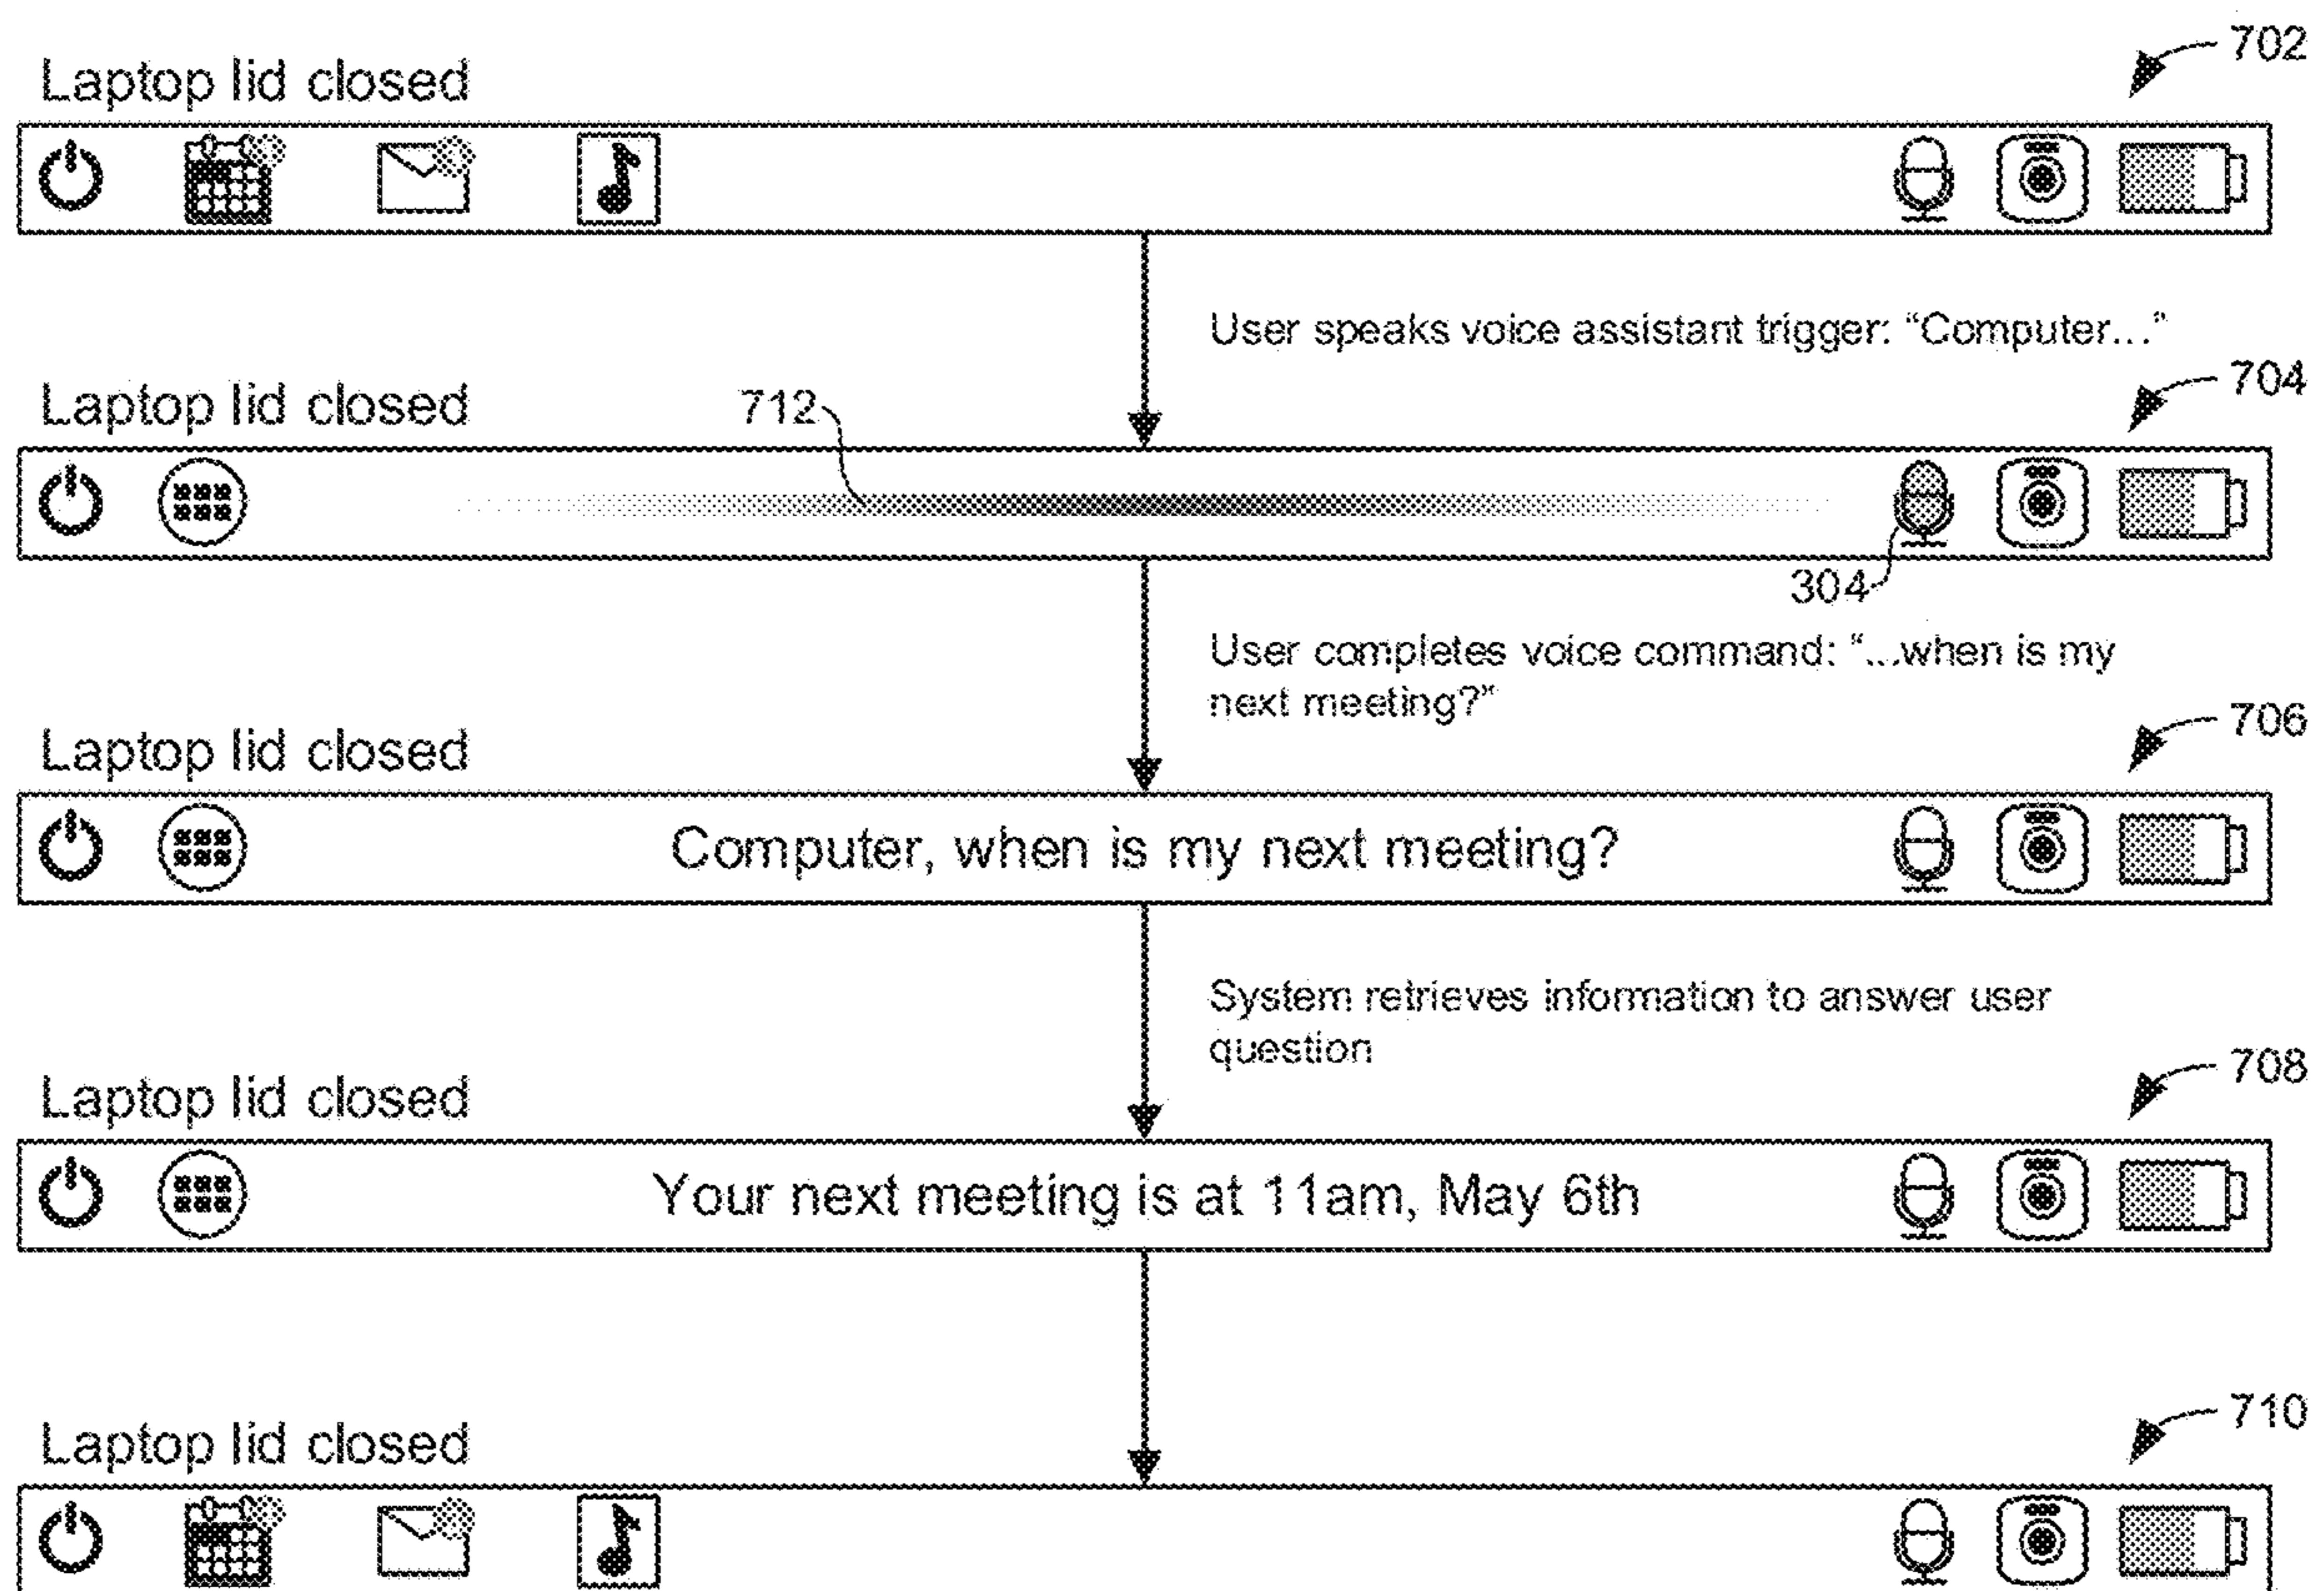 702
Laptop lid closed
User speaks voice assistant trigger: “Computer...”
704
Laptop lid closed
712
304
User completes voice command: “...when is my
next meeting?”
706
Laptop lid closed
Computer, when is my next meeting?
System retrieves information to answer user
question
708
Laptop lid closed
Your next meeting is at 11am, May 6th
710
Laptop lid closed